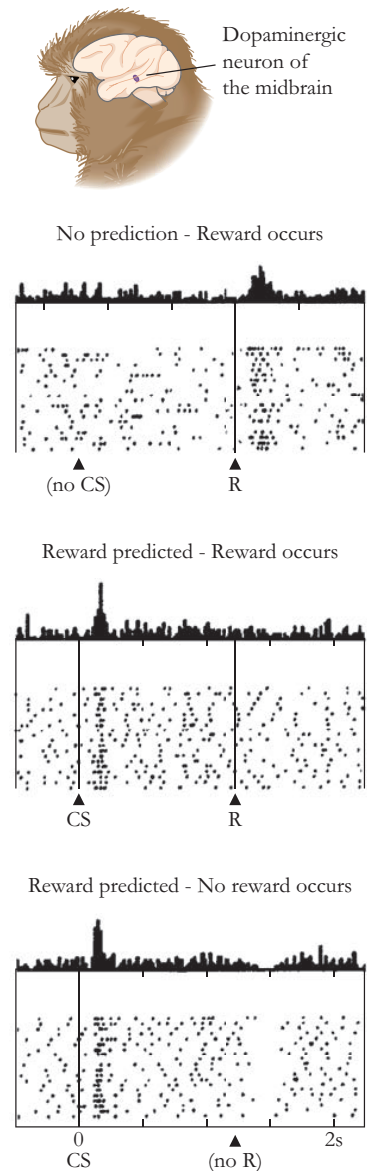 Dopaminergic
neuron of
the midbrain
No prediction - Reward occurs
(no CS) R
Reward predicted - Reward occurs
CS R
Reward predicted - No reward occurs
0 2s
CS (no R)